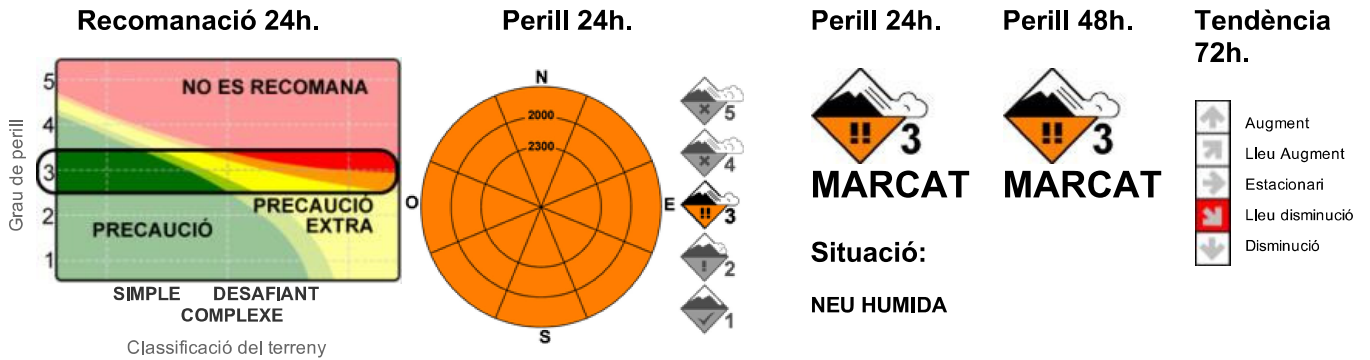 Recomanació 24h.
Perill 24h.
Perill 24h.
Perill 48h.
Tendència
72h.
Grau de perill
5
4
3
2
1
NO ES RECOMANA
PRECAUCIÓ
PRECAUCIÓ
EXTRA
SIMPLE DESAFIANT
COMPLEXE
Classificació del terreny
N
2000
2300
O
E
S
5
4
!! 3
! 2
1
!! 3
MARCAT
!! 3
MARCAT
Situació:
NEU HUMIDA
Augment
Lleu Augment
Estacionari
Lleu disminució
Disminució